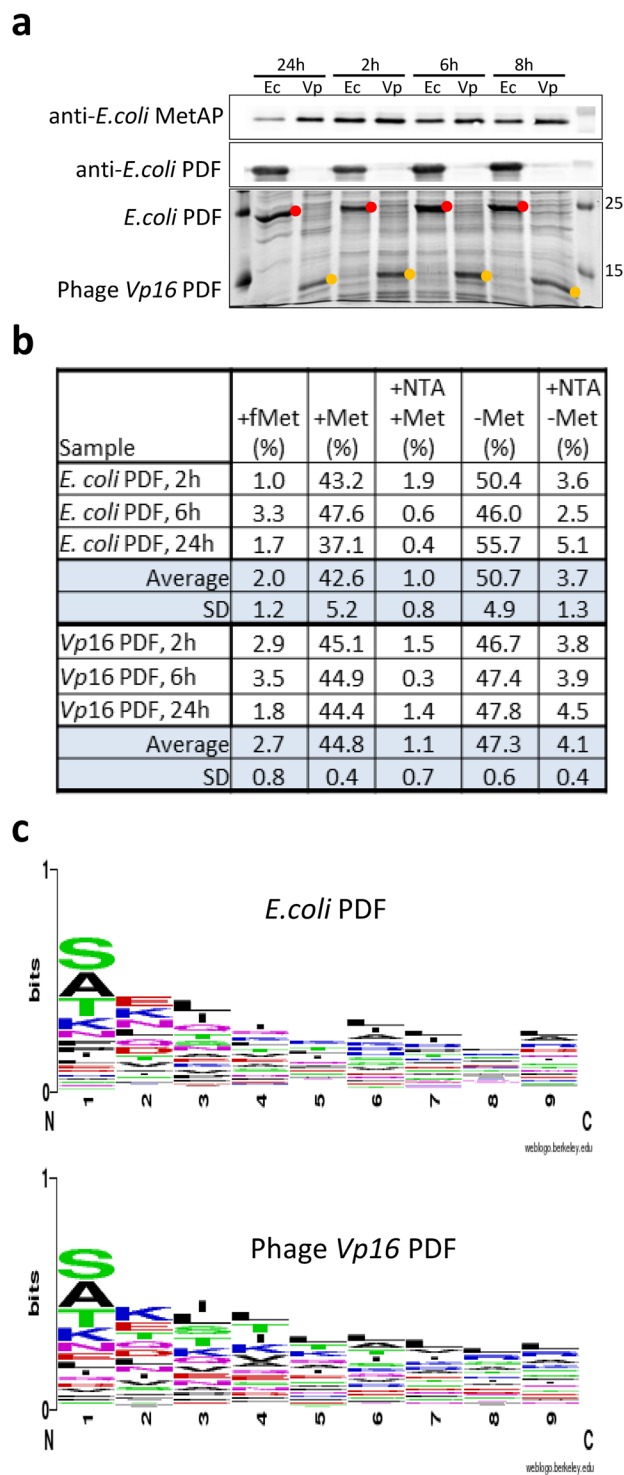 a
24h 2h 6h 8h
Ec Vp Ec Vp Ec Vp Ec Vp
anti-E.coli MetAP
anti-E.coli PDF
E.coli PDF
25
15
Phage Vp16 PDF
b
Sample +fMet (%) +Met (%) +NTA +Met (%) -Met (%) +NTA -Met (%)
E. coli PDF, 2h 1.0 43.2 1.9 50.4 3.6
E. coli PDF, 6h 3.3 47.6 0.6 46.0 2.5
E. coli PDF, 24h 1.7 37.1 0.4 55.7 5.1
Average 2.0 42.6 1.0 50.7 3.7
SD 1.2 5.2 0.8 4.9 1.3
Vp16 PDF, 2h 2.9 45.1 1.5 46.7 3.8
Vp16 PDF, 6h 3.5 44.9 0.3 47.4 3.9
Vp16 PDF, 24h 1.8 44.4 1.4 47.8 4.5
Average 2.7 44.8 1.1 47.3 4.1
SD 0.8 0.4 0.7 0.6 0.4
c
1
E.coli PDF
bits
S
A
T
K
0
N 1 2 3 4 5 6 7 8 9 C
weblogo.berkeley.edu
1
Phage Vp16 PDF
bits
S
A
T
K
0
N 1 2 3 4 5 6 7 8 9 C
weblogo.berkeley.edu